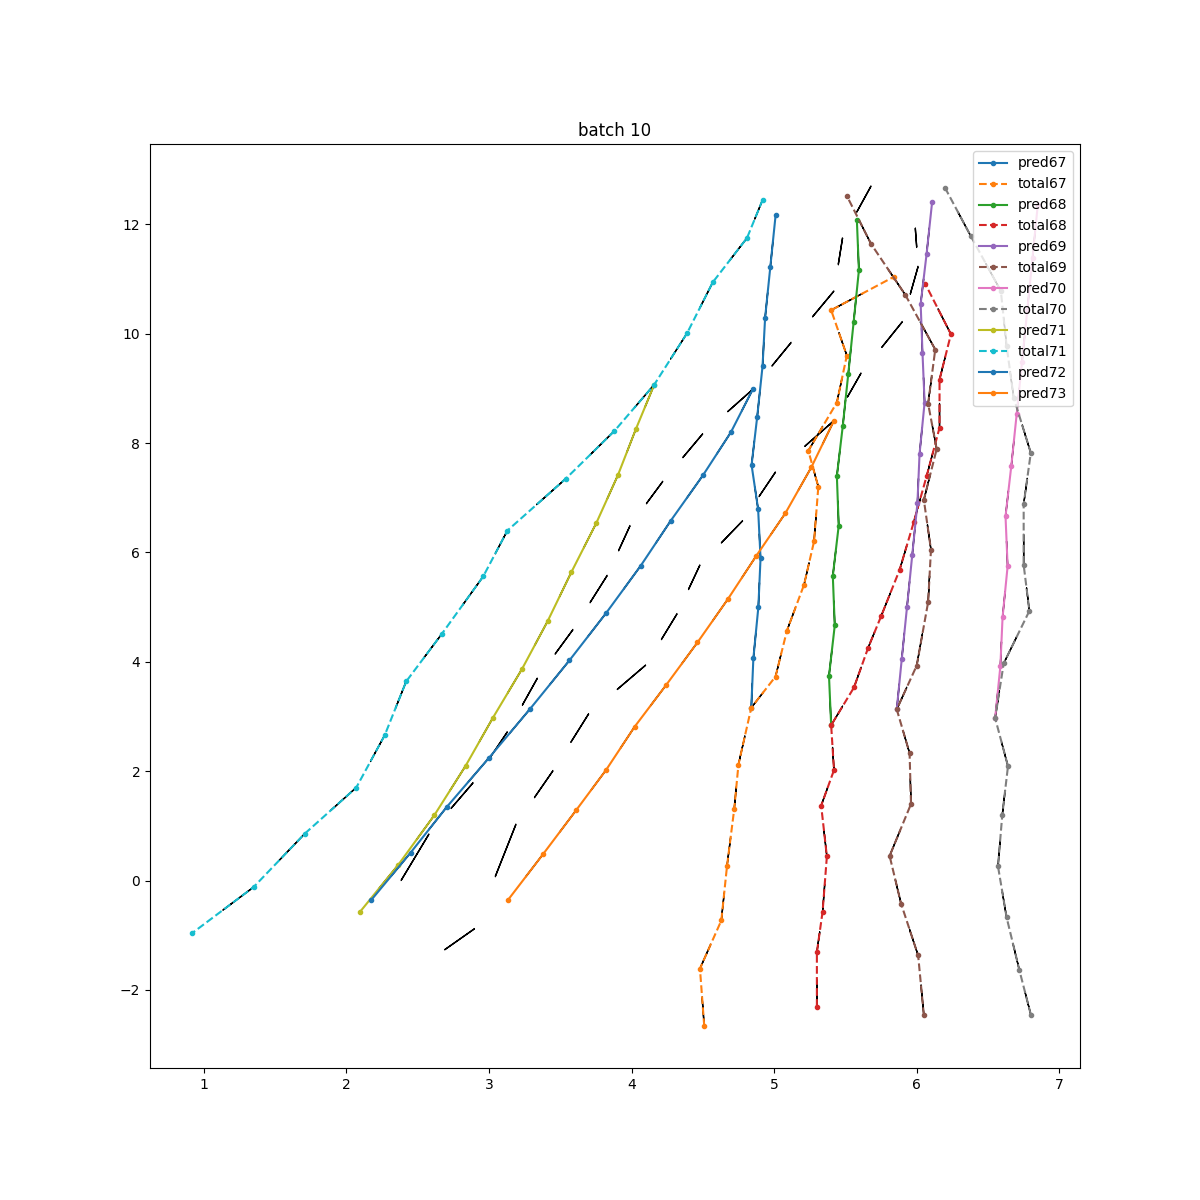 batch 10
pred67
total67
pred68
total68
pred69
total69
pred70
total70
pred71
total71
pred72
pred73
12
10
8
6
4
2
0
−2
1 2 3 4 5 6 7